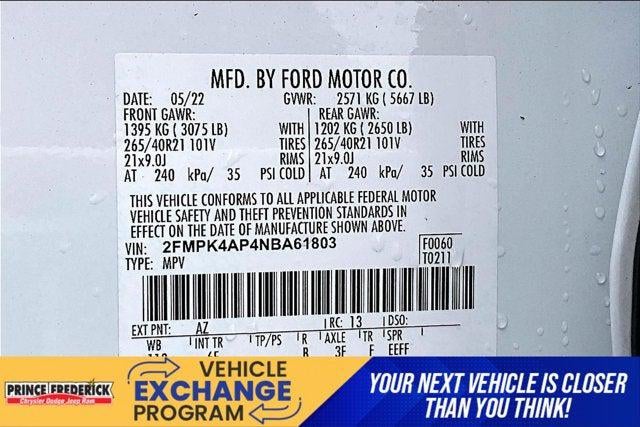 MFD. BY FORD MOTOR CO.
DATE: 05/22 GVWR: 2571 KG ( 5667 LB)
FRONT GAWR: REAR GAWR:
1395 KG ( 3075 LB) WITH 1202 KG ( 2650 LB) WITH
265/40R21 101V TIRES 265/40R21 101V TIRES
21x9.0J RIMS 21x9.0J RIMS
AT 240 kPa/ 35 PSI COLD AT 240 kPa/ 35 PSI COLD
THIS VEHICLE CONFORMS TO ALL APPLICABLE FEDERAL MOTOR
VEHICLE SAFETY AND THEFT PREVENTION STANDARDS IN
EFFECT ON THE DATE OF MANUFACTURE SHOWN ABOVE.
VIN: 2FMPK4AP4NBA61803 F0060
TYPE: MPV T0211
EXT PNT: AZ RC: 13 DSO:
WB INT TR TP/PS R AXLE TR SPR
B 3F F EEFF
PRINCE FREDERICK
Chrysler Dodge Jeep Ram
VEHICLE
EXCHANGE
PROGRAM
YOUR NEXT VEHICLE IS CLOSER
THAN YOU THINK!